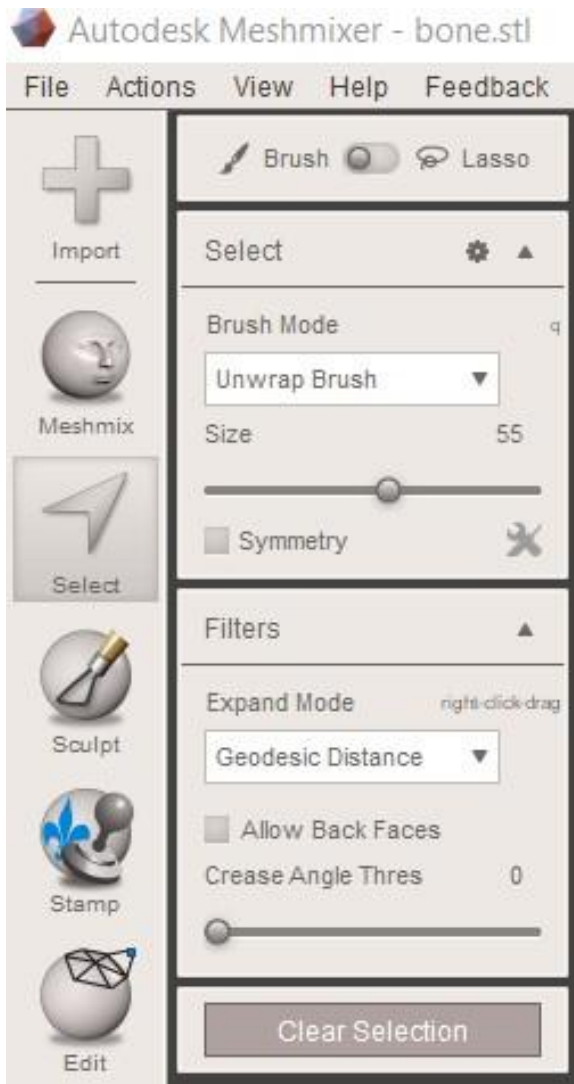 Autodesk Meshmixer - bone.stl
File Actions View Help Feedback
Brush Lasso
Import
Select
Brush Mode q
Unwrap Brush
Meshmix
Size 55
Symmetry
Select
Filters
Expand Mode right-click-drag
Sculpt
Geodesic Distance
Allow Back Faces
Crease Angle Thres 0
Stamp
Clear Selection
Edit